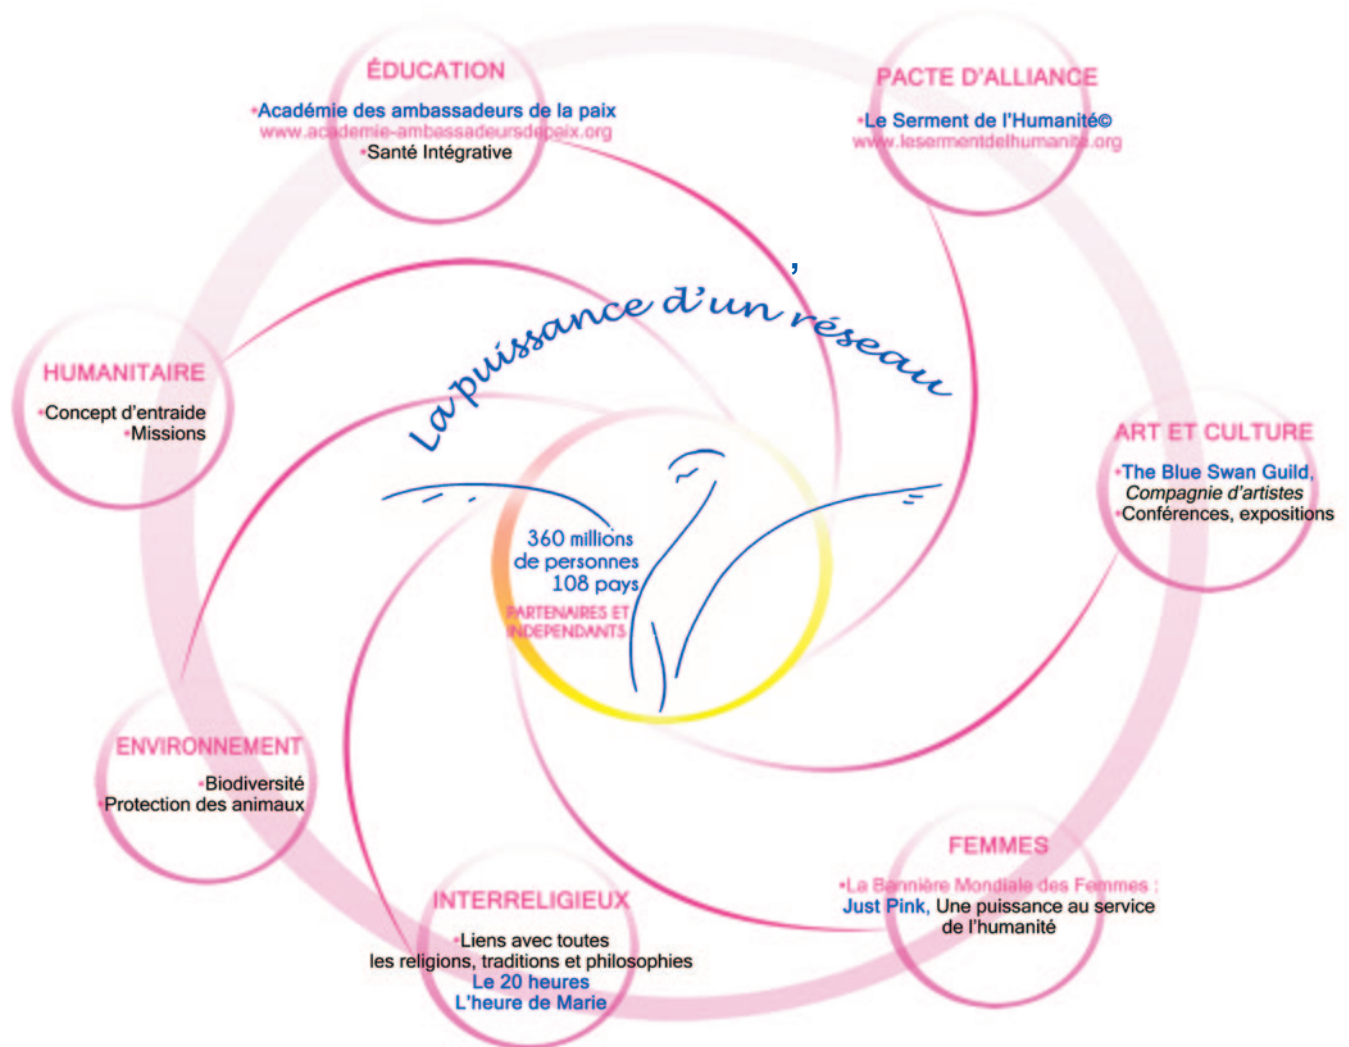 ÉDUCATION
•Académie des ambassadeurs de la paix
www.academie-ambassadeursdepaix.org
•Santé Intégrative
PACTE D'ALLIANCE
•Le Serment de l'Humanité©
www.lesermentdelhumanite.org
La puissance d'un réseau
,
HUMANITAIRE
•Concept d'entraide
•Missions
ART ET CULTURE
•The Blue Swan Guild,
Compagnie d'artistes
•Conférences, expositions
360 millions
de personnes
108 pays
PARTENAIRES ET
INDEPENDANTS
ENVIRONNEMENT
•Biodiversité
•Protection des animaux
FEMMES
•La Bannière Mondiale des Femmes :
Just Pink, Une puissance au service
de l'humanité
INTERRELIGIEUX
•Liens avec toutes
les religions, traditions et philosophies
Le 20 heures
L'heure de Marie